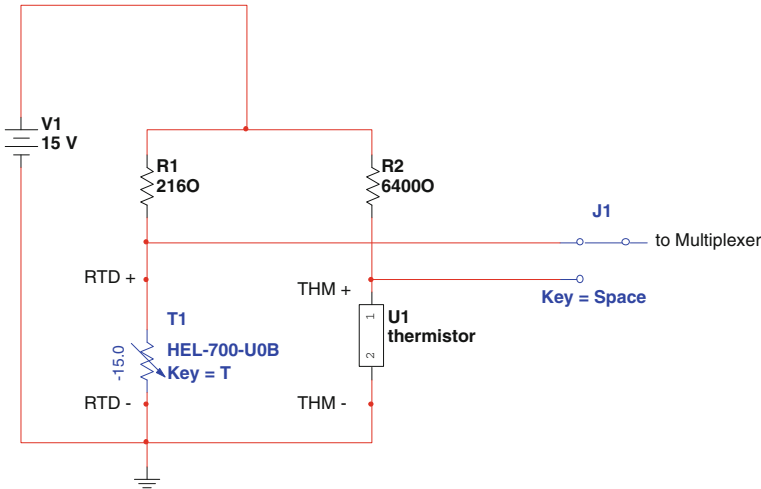 V1
15 V
R1
216O
R2
6400O
J1
to Multiplexer
RTD +
THM +
Key = Space
T1
U1
1
thermistor
HEL-700-U0B
-15.0
Key = T
2
RTD -
THM -